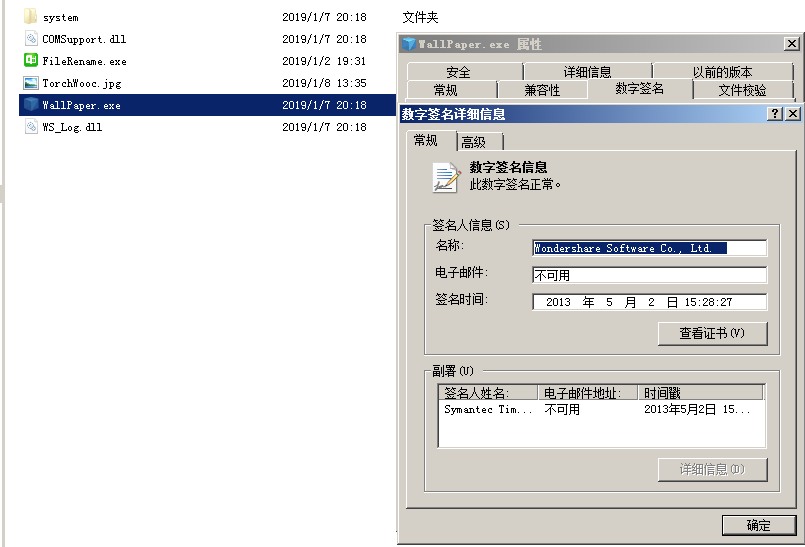 system 2019/1/7 20:18 文件夹
COMSupport.dll 2019/1/7 20:18
FileRename.exe 2019/1/2 19:31
TorchWooc.jpg 2019/1/8 13:35
WallPaper.exe 2019/1/7 20:18
WS_Log.dll 2019/1/7 20:18
WallPaper.exe 属性
安全 详细信息 以前的版本
常规 兼容性 数字签名 文件校验
数字签名详细信息
常规 高级
数字签名信息
此数字签名正常。
签名人信息(S)
名称: Wondershare Software Co., Ltd.
电子邮件: 不可用
签名时间: 2013 年 5 月 2 日 15:28:27
查看证书(V)
副署(U)
签名人姓名: 电子邮件地址: 时间戳
Symantec Tim... 不可用 2013年5月2日 15...
详细信息(D)
确定